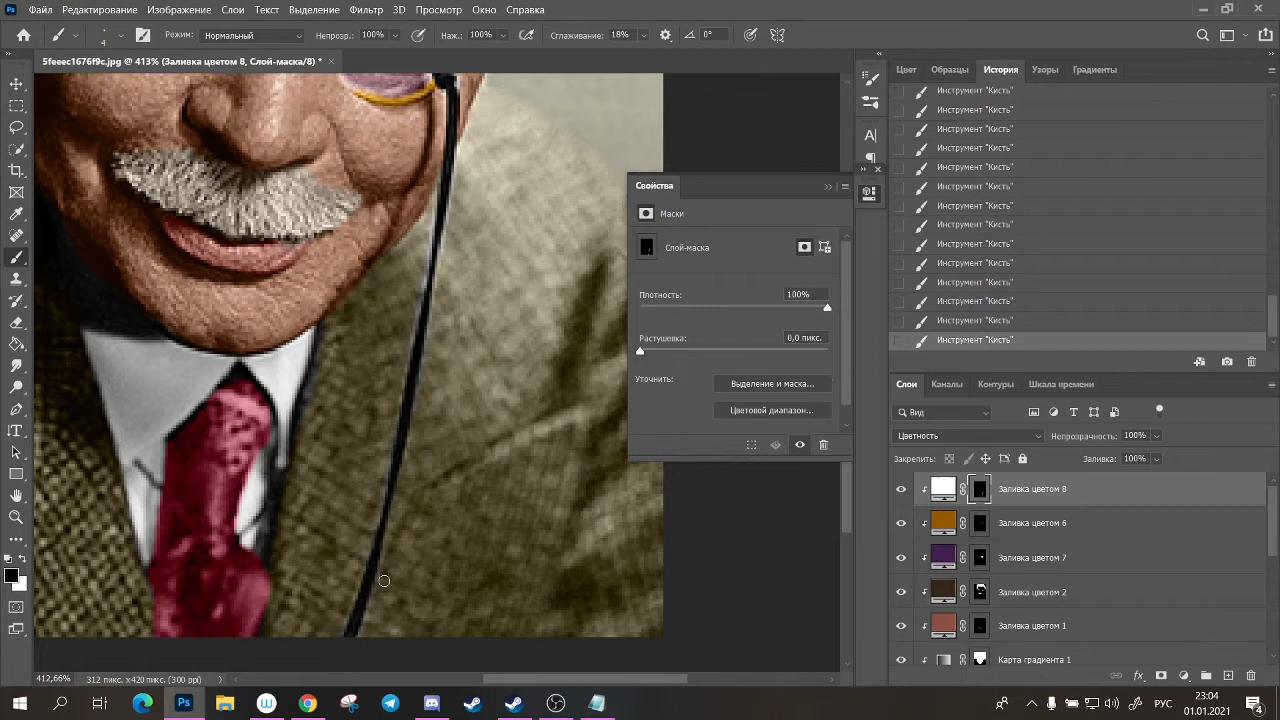 Ps Файл Редактирование Изображение Слои Текст Выделение Фильтр 3D Просмотр Окно Справка
4 Режим: Нормальный Непрозр.: 100% Наж.: 100% Сглаживание: 18% 0°
5feeec1676f9c.jpg @ 413% (Заливка цветом 8, Слой-маска/8) *
Цвет Образцы История Узоры Градиенты
Инструмент "Кисть"
Инструмент "Кисть"
Инструмент "Кисть"
Инструмент "Кисть"
Инструмент "Кисть"
Инструмент "Кисть"
Инструмент "Кисть"
Инструмент "Кисть"
Инструмент "Кисть"
Инструмент "Кисть"
Инструмент "Кисть"
Инструмент "Кисть"
Инструмент "Кисть"
Инструмент "Кисть"
Свойства
Маски
Слой-маска
Плотность: 100%
Растушевка: 0,0 пикс.
Уточнить: Выделение и маска...
Цветовой диапазон...
Слои Каналы Контуры Шкала времени
Вид
Цветность Непрозрачность: 100%
Закрепить: Заливка: 100%
Заливка цветом 8
Заливка цветом 6
Заливка цветом 7
Заливка цветом 2
Заливка цветом 1
Карта градиента 1
412,66% 312 пикс. x420 пикс. (300 ppi)
Ps
РУС
23:04
01.01.2021
4